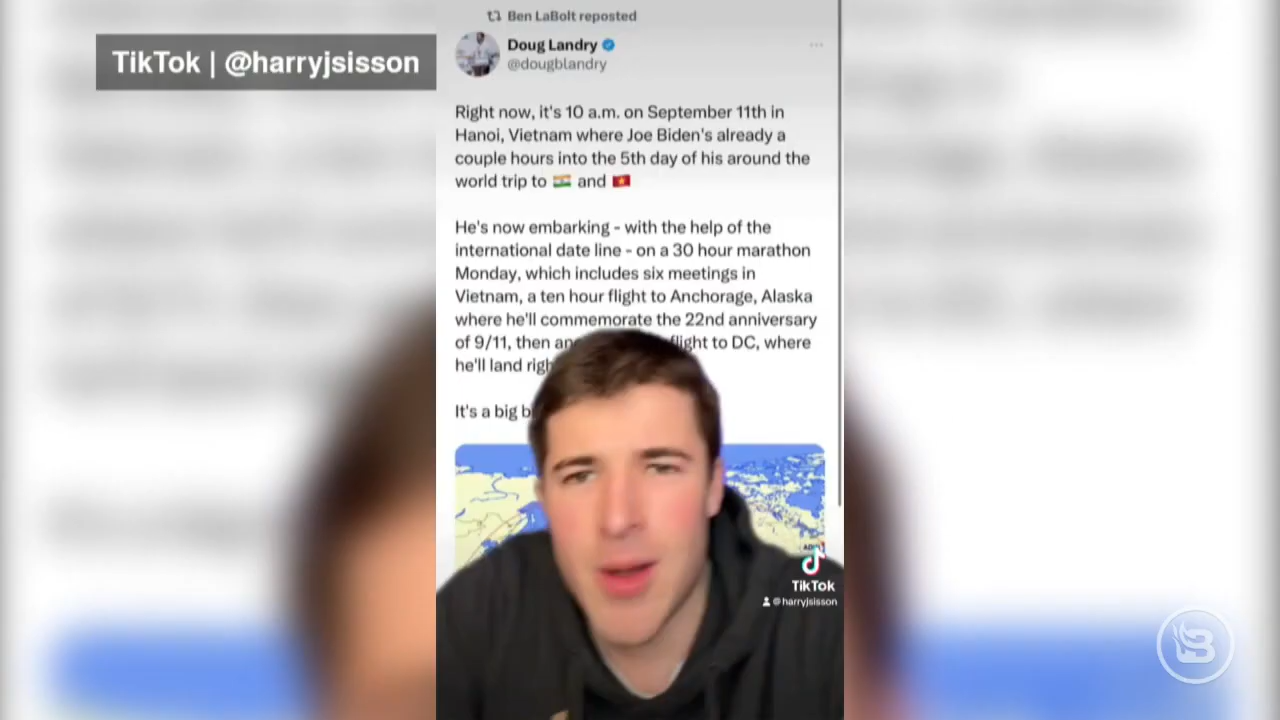 Ben LaBolt reposted
TikTok | @harryjsisson
Doug Landry
@dougblandry
Right now, it's 10 a.m. on September 11th in
Hanoi, Vietnam where Joe Biden's already a
couple hours into the 5th day of his around the
world trip to 🇮🇳 and 🇻🇳
He's now embarking - with the help of the
international date line - on a 30 hour marathon
Monday, which includes six meetings in
Vietnam, a ten hour flight to Anchorage, Alaska
where he'll commemorate the 22nd anniversary
of 9/11, then flight to DC, where
he'll land
It's a big
TikTok
@harryjsisson
B